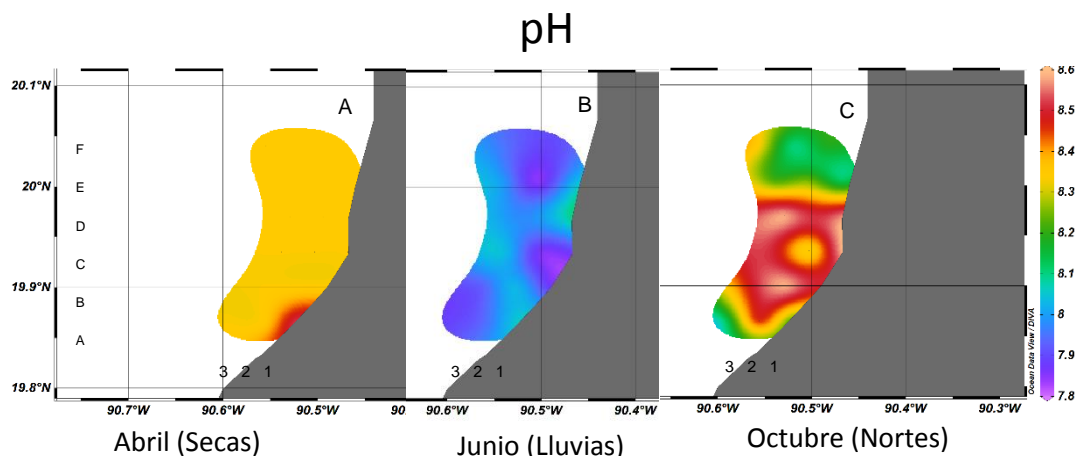 pH
A
B
C
20.1°N
20°N
19.9°N
19.8°N
F
E
D
C
B
A
3 2 1
3 2 1
3 2 1
90.7°W 90.6°W 90.5°W 90
90.6°W 90.5°W 90.4°W
90.6°W 90.5°W 90.4°W 90.3°W
8.6
8.5
8.4
8.3
8.2
8.1
8
7.9
7.8
Ocean Data View / DIVA
Abril (Secas)
Junio (Lluvias)
Octubre (Nortes)